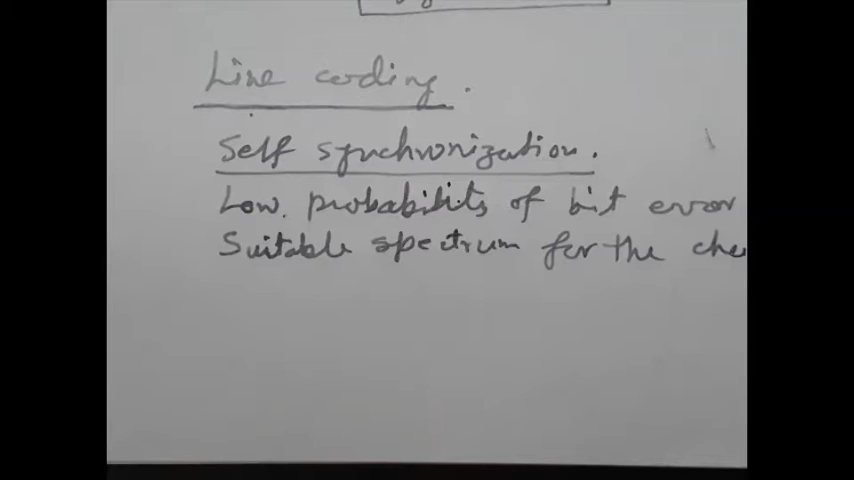 Line coding.
Self synchronization.
Low probability of bit error
Suitable spectrum for the